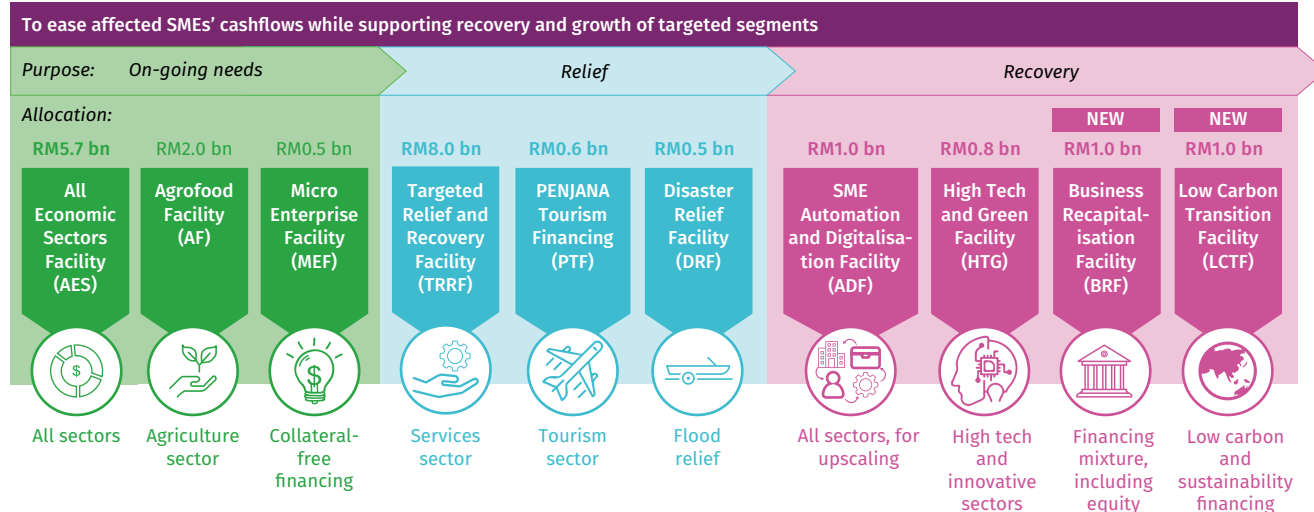 To ease affected SMEs' cashflows while supporting recovery and growth of targeted segments
Purpose: On-going needs
Relief
Recovery
Allocation:
NEW
NEW
RM5.7 bn
RM2.0 bn
RM0.5 bn
RM8.0 bn
RM0.6 bn
RM0.5 bn
RM1.0 bn
RM0.8 bn
RM1.0 bn
RM1.0 bn
All
Economic
Sectors
Facility
(AES)
Agrofood
Facility
(AF)
Micro
Enterprise
Facility
(MEF)
Targeted
Relief and
Recovery
Facility
(TRRF)
PENJANA
Tourism
Financing
(PTF)
Disaster
Relief
Facility
(DRF)
SME
Automation
and Digitalisa-
tion Facility
(ADF)
High Tech
and Green
Facility
(HTG)
Business
Recapital-
isation
Facility
(BRF)
Low Carbon
Transition
Facility
(LCTF)
$
$
All sectors
Agriculture
sector
Collateral-
free
financing
Services
sector
Tourism
sector
Flood
relief
All sectors, for
upscaling
High tech
and
innovative
sectors
Financing
mixture,
including
equity
Low carbon
and
sustainability
financing